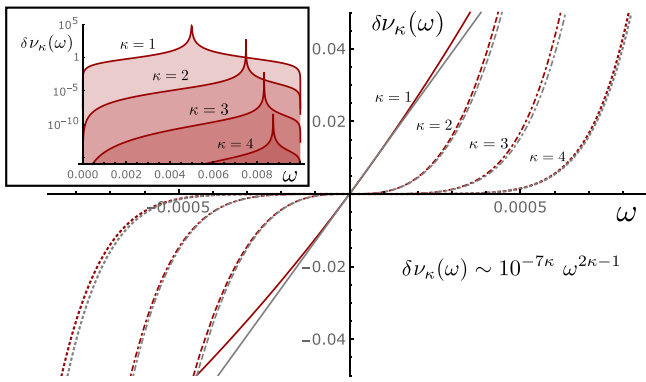 δν_κ(ω)
10^5
1
10^{-5}
10^{-10}
κ = 1
κ = 2
κ = 3
κ = 4
0.000 0.002 0.004 0.006 0.008 ω
δν_κ(ω)
0.04
0.02
κ = 1
κ = 2
κ = 3
κ = 4
−0.0005 0.0005 ω
−0.02
−0.04
δν_κ(ω) ∼ 10^{−7κ} ω^{2κ−1}